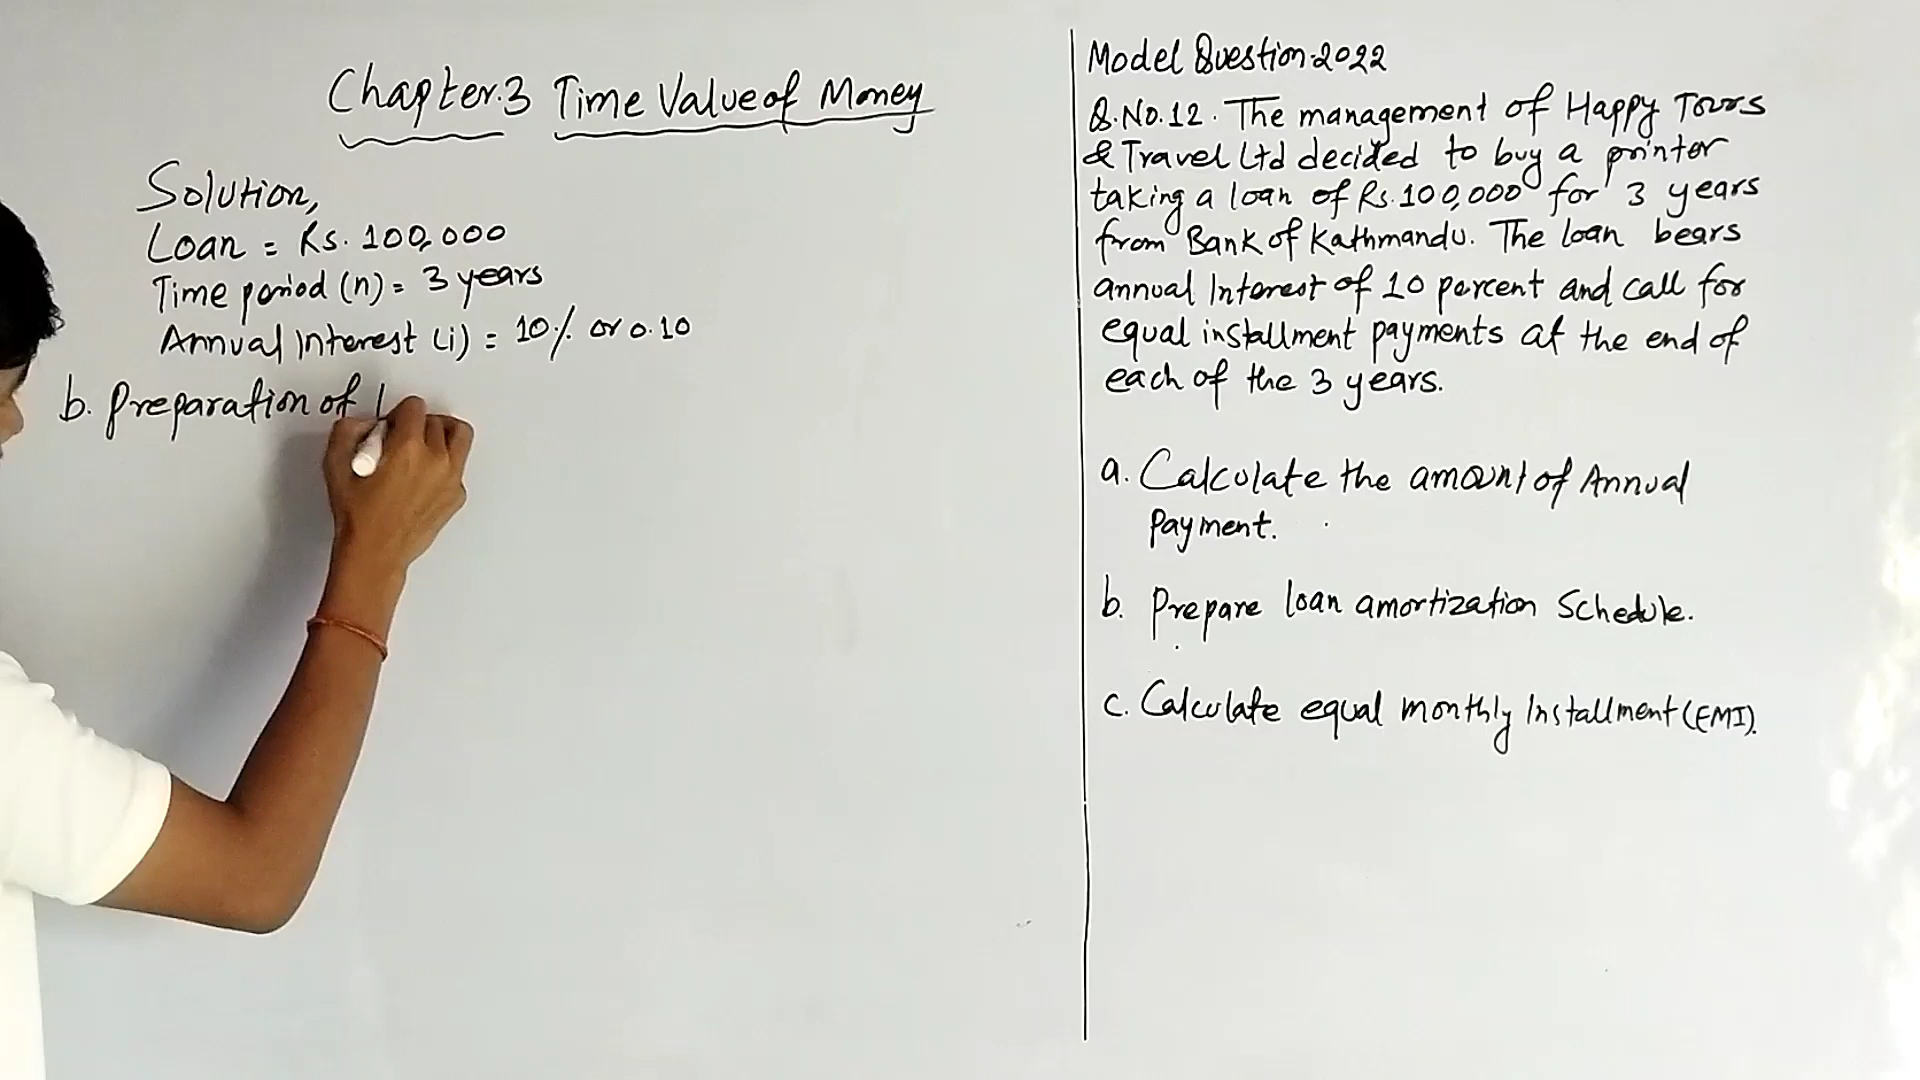 Chapter.3 Time Value of Money
Solution,
Loan = Rs. 100,000
Time period (n) = 3 years
Annual Interest (i) = 10% or 0.10
b. Preparation of
Model Question-2022
Q.No.12. The management of Happy Tours
& Travel Ltd decided to buy a printer
taking a loan of Rs.100,000 for 3 years
from Bank of Kathmandu. The loan bears
annual Interest of 10 percent and call for
equal installment payments at the end of
each of the 3 years.
a. Calculate the amount of Annual
Payment.
b. Prepare loan amortization Schedule.
c. Calculate equal monthly Installment (EMI).